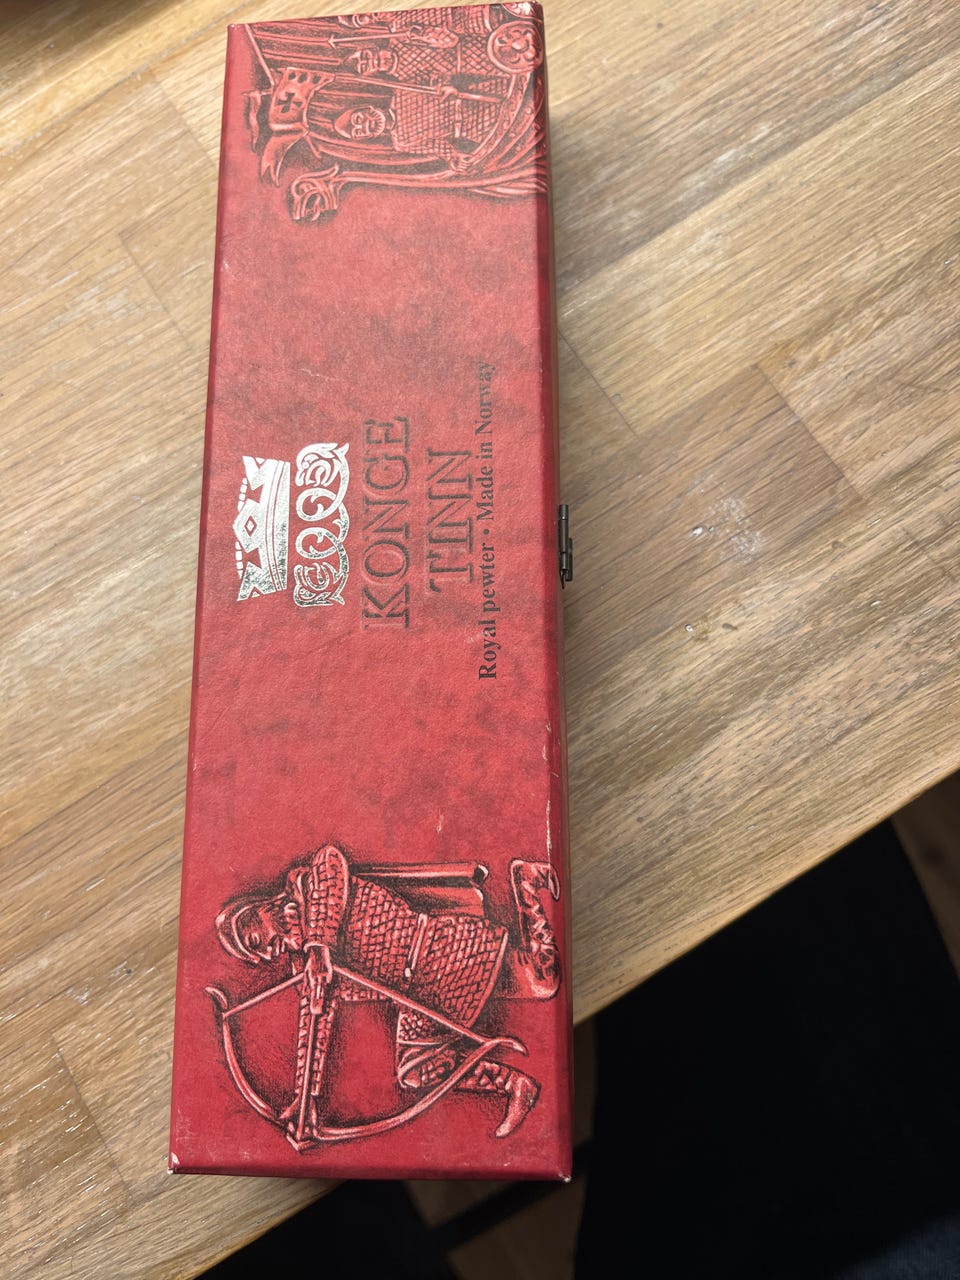 KONGE
TINN
Royal pewter • Made in Norway